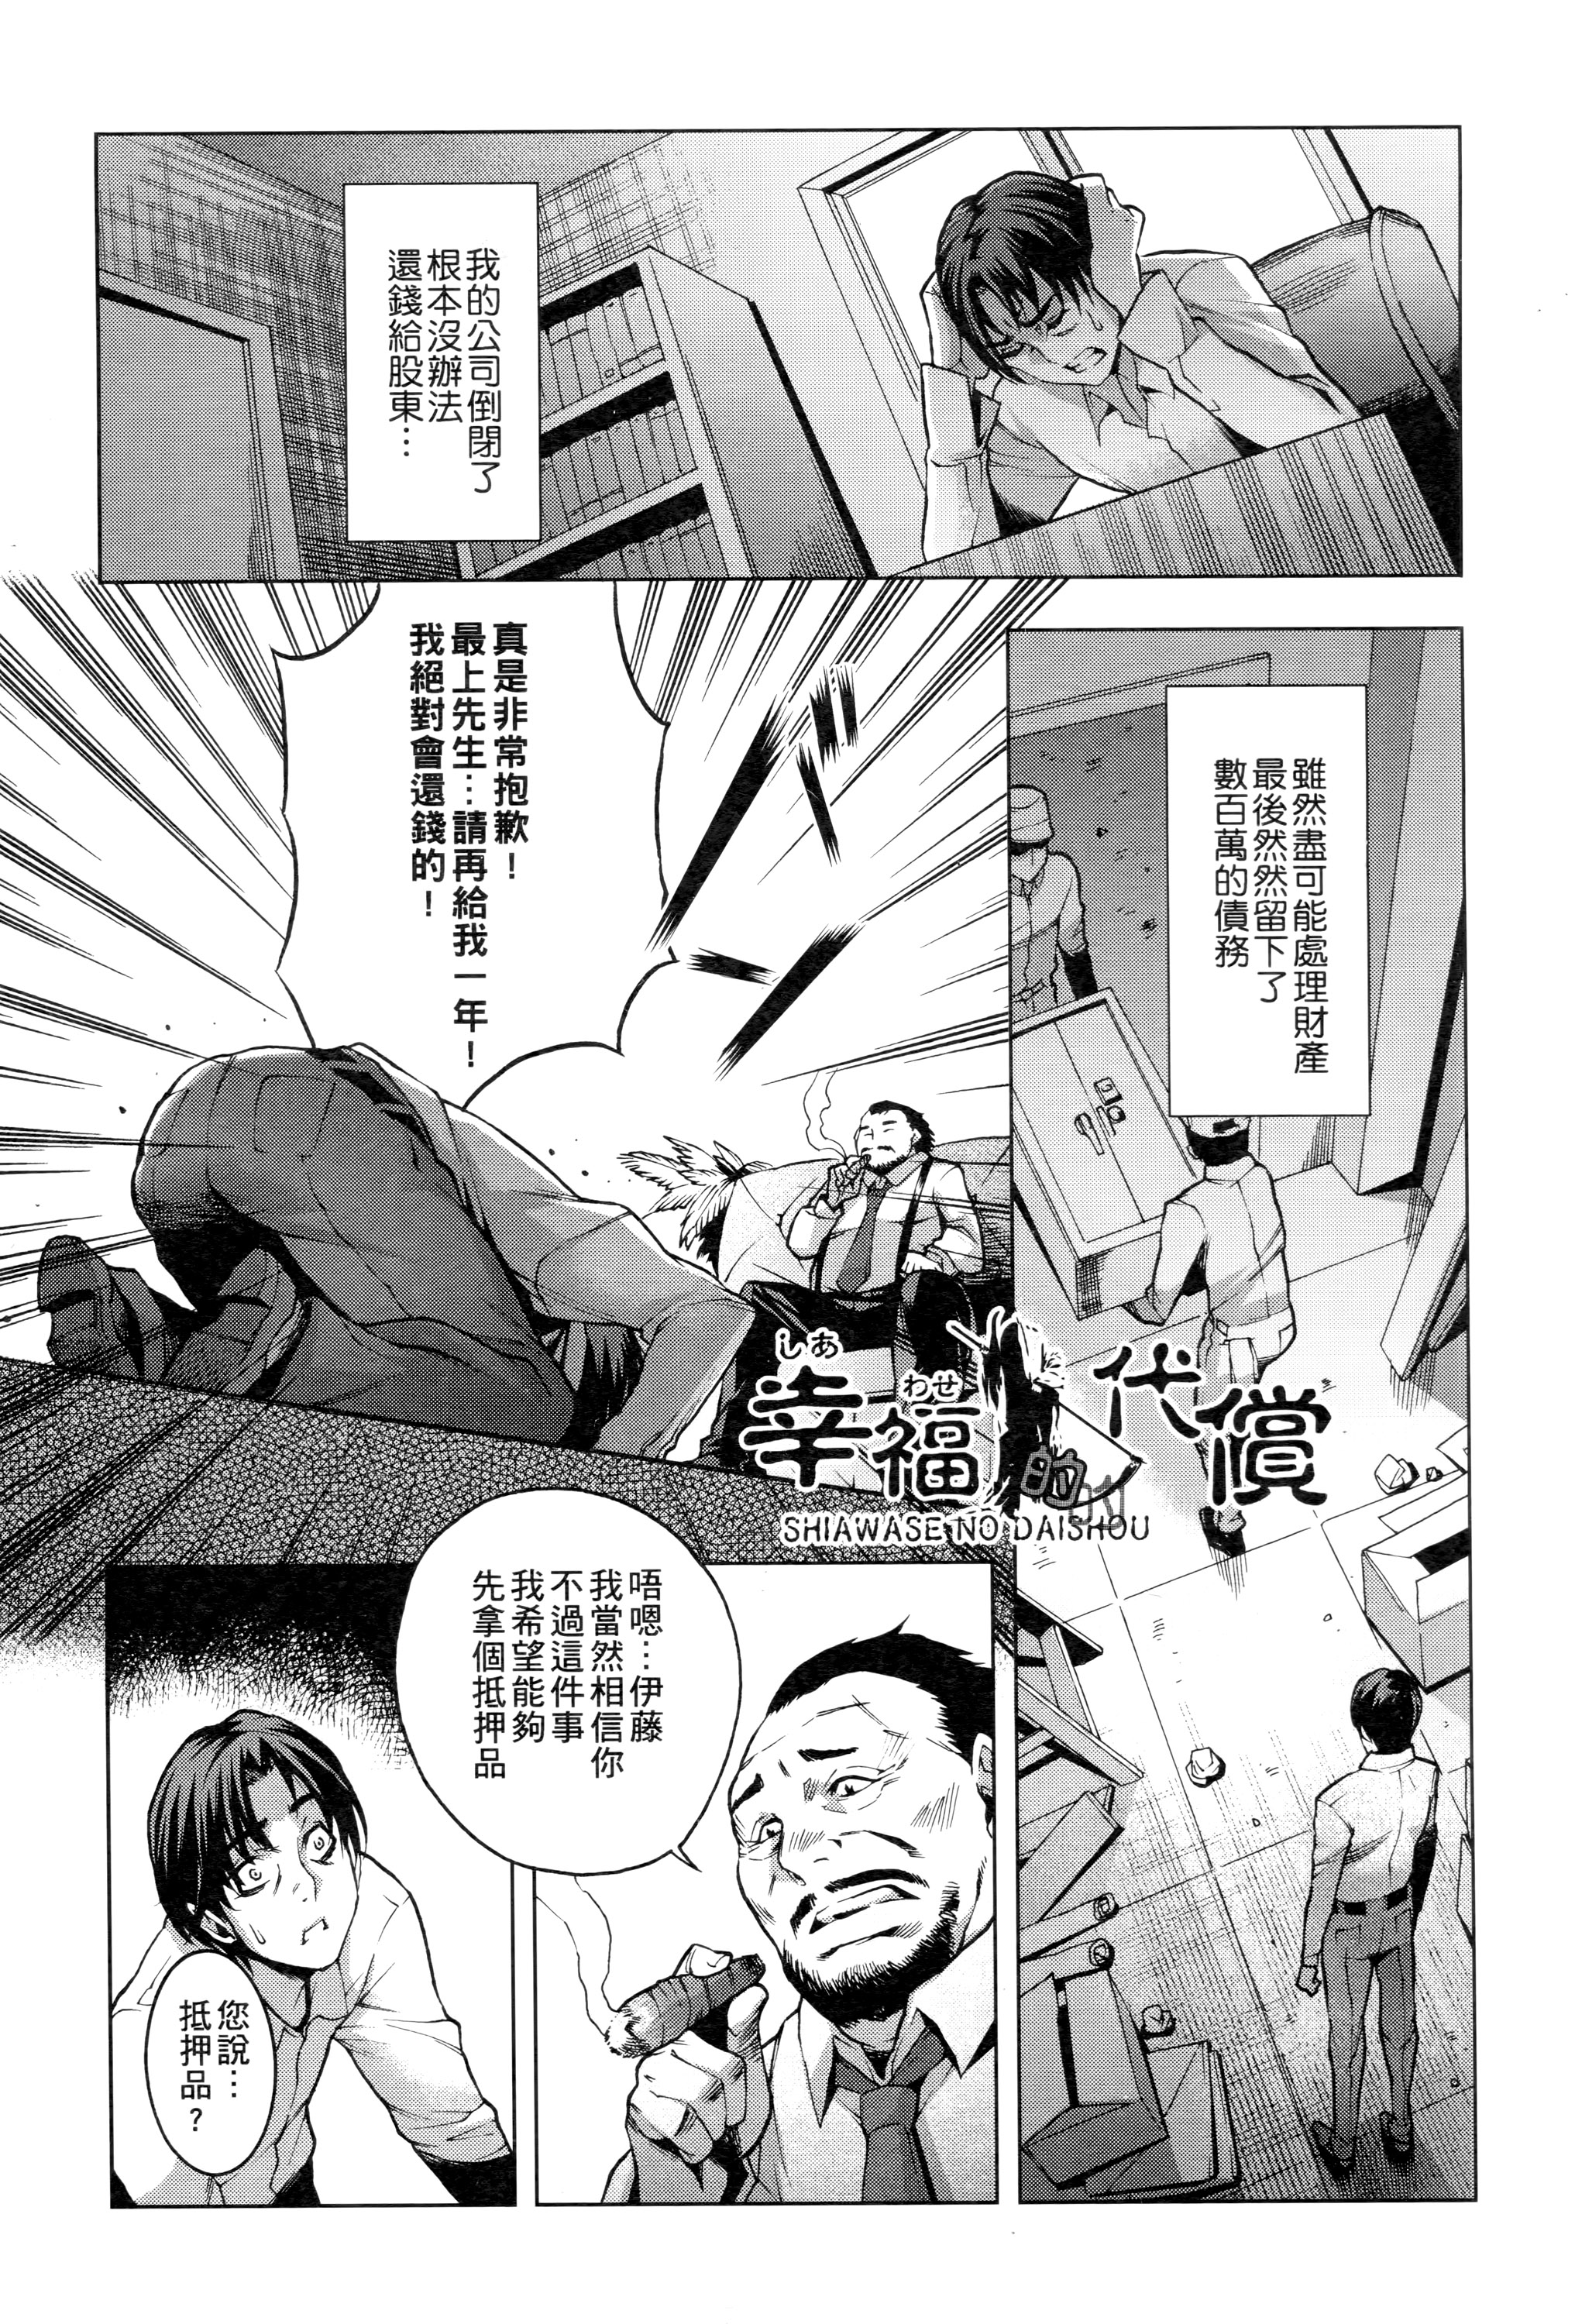 我的公司倒閉了
根本沒辦法
還錢給股東…
雖然盡可能處理財產
最後然然留下了
數百萬的債務
真是非常抱歉！
最上先生…請再給我一年！
我絕對會還錢的！
しあ
わせ
幸福的代償
SHIAWASE NO DAISHOU
唔嗯…伊藤
我當然相信你
不過這件事
我希望能夠
先拿個抵押品
您說…
抵押品？